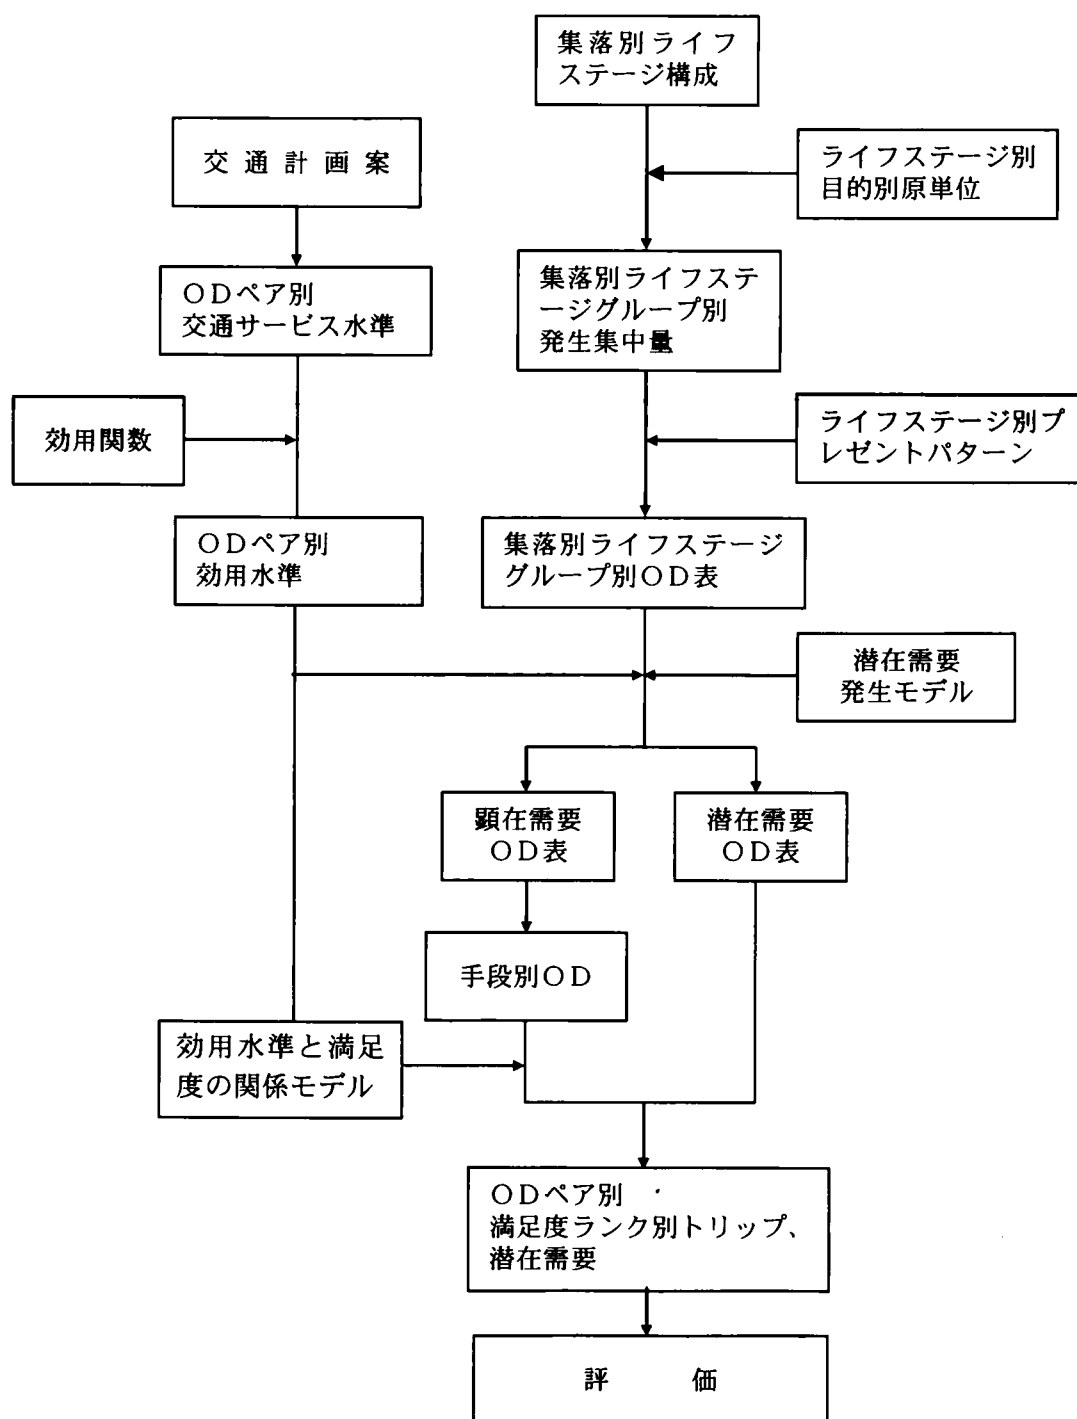 集落別ライフ
ステージ構成
交通計画案
ライフステージ別
目的別原単位
ODペア別
交通サービス水準
集落別ライフステ
ージグループ別
発生集中量
効用関数
ライフステージ別プ
レゼントパターン
ODペア別
効用水準
集落別ライフステージ
グループ別OD表
潜在需要
発生モデル
顕在需要
OD表
潜在需要
OD表
手段別OD
効用水準と満足
度の関係モデル
ODペア別
満足度ランク別トリップ、
潜在需要
評価